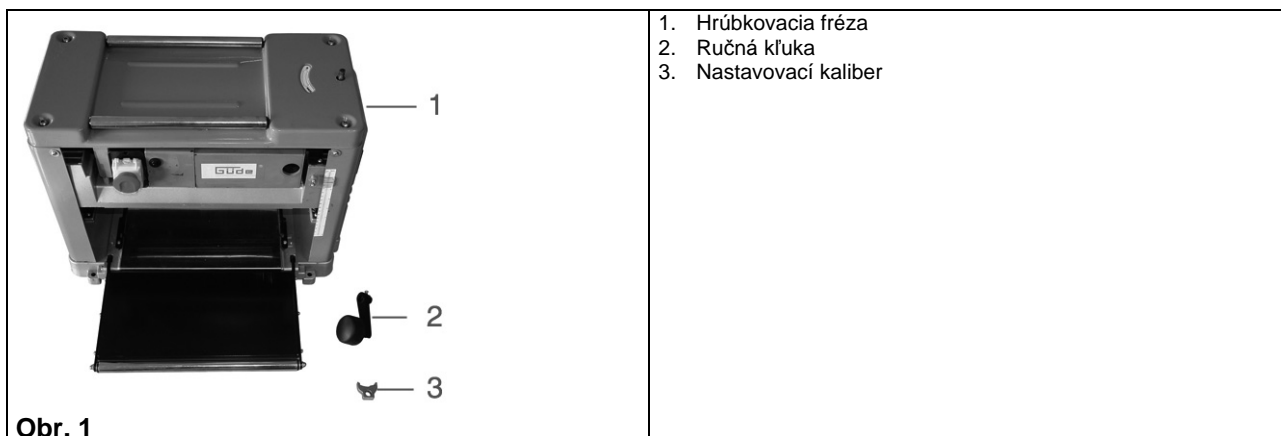 1
GÜde
2
3
Obr. 1
1. Hrúbkovacia fréza
2. Ručná kľuka
3. Nastavovací kaliber